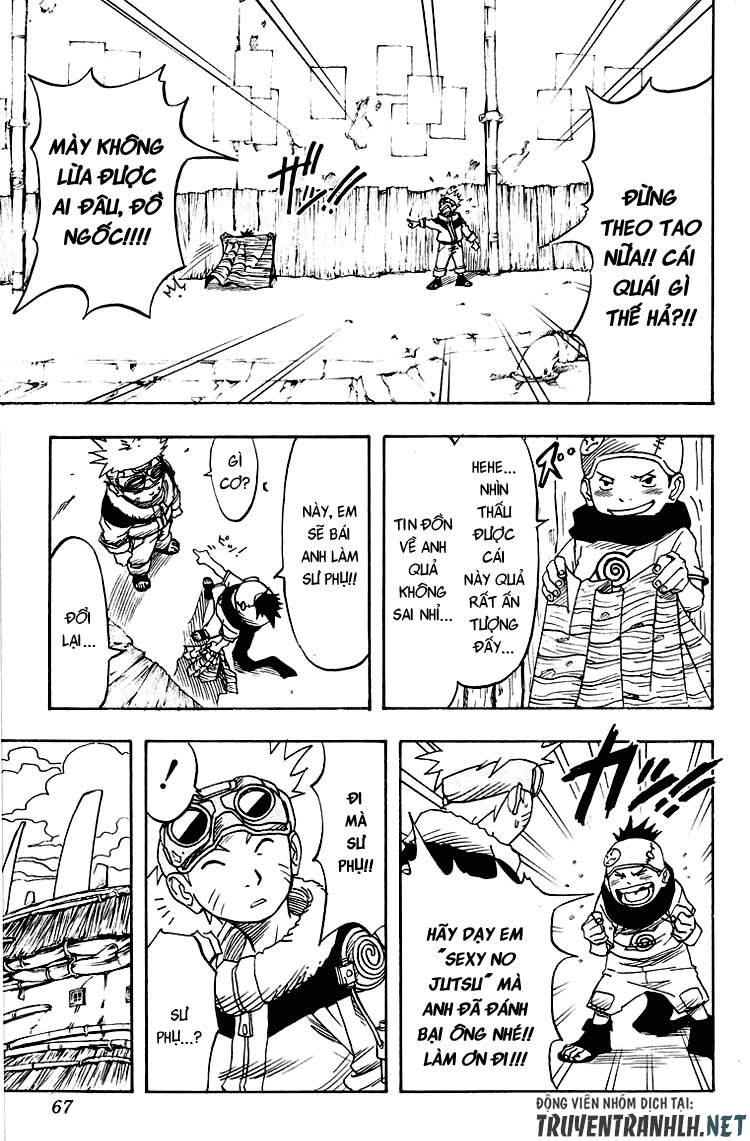 ĐỪNG
THEO TAO
NỮA!! CÁI
QUÁI GÌ
THẾ HẢ?!!
MÀY KHÔNG
LỪA ĐƯỢC
AI ĐÂU, ĐỒ
NGỐC!!!!
HEHE...
NHÌN
THẤU
ĐƯỢC
CÁI
NÀY QUẢ
RẤT ẤN
TƯỢNG
ĐẤY...
TIN ĐỒN
VỀ ANH
QUẢ
KHÔNG
SAI NHỈ...
NÀY, EM
SẼ BÁI
ANH LÀM
SƯ PHỤ!!
GÌ
CƠ?
ĐỔI
LẠI...
HÃY DẠY EM
"SEXY NO
JUTSU" MÀ
ANH ĐÃ ĐÁNH
BẠI ÔNG NHÉ!!
LÀM ƠN ĐI!!!
ĐI
MÀ
SƯ
PHỤ!!
!
SƯ
PHỤ...?
67
ĐỘNG VIÊN NHÓM DỊCH TẠI:
TRUYENTRANHLH.NET